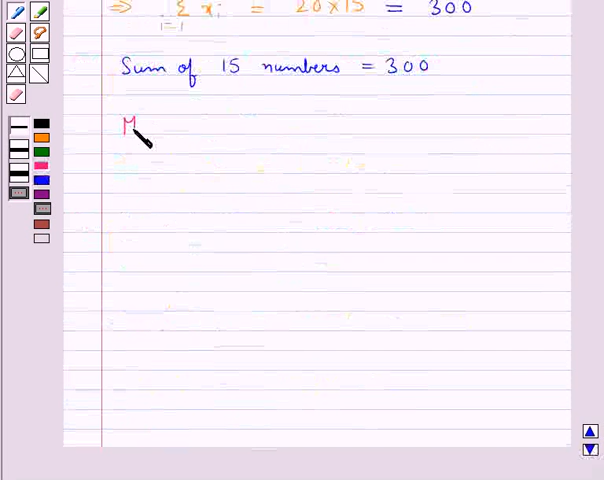 ⇒ Σ xᵢ = 20 × 15 = 300
i=1
Sum of 15 numbers = 300
M